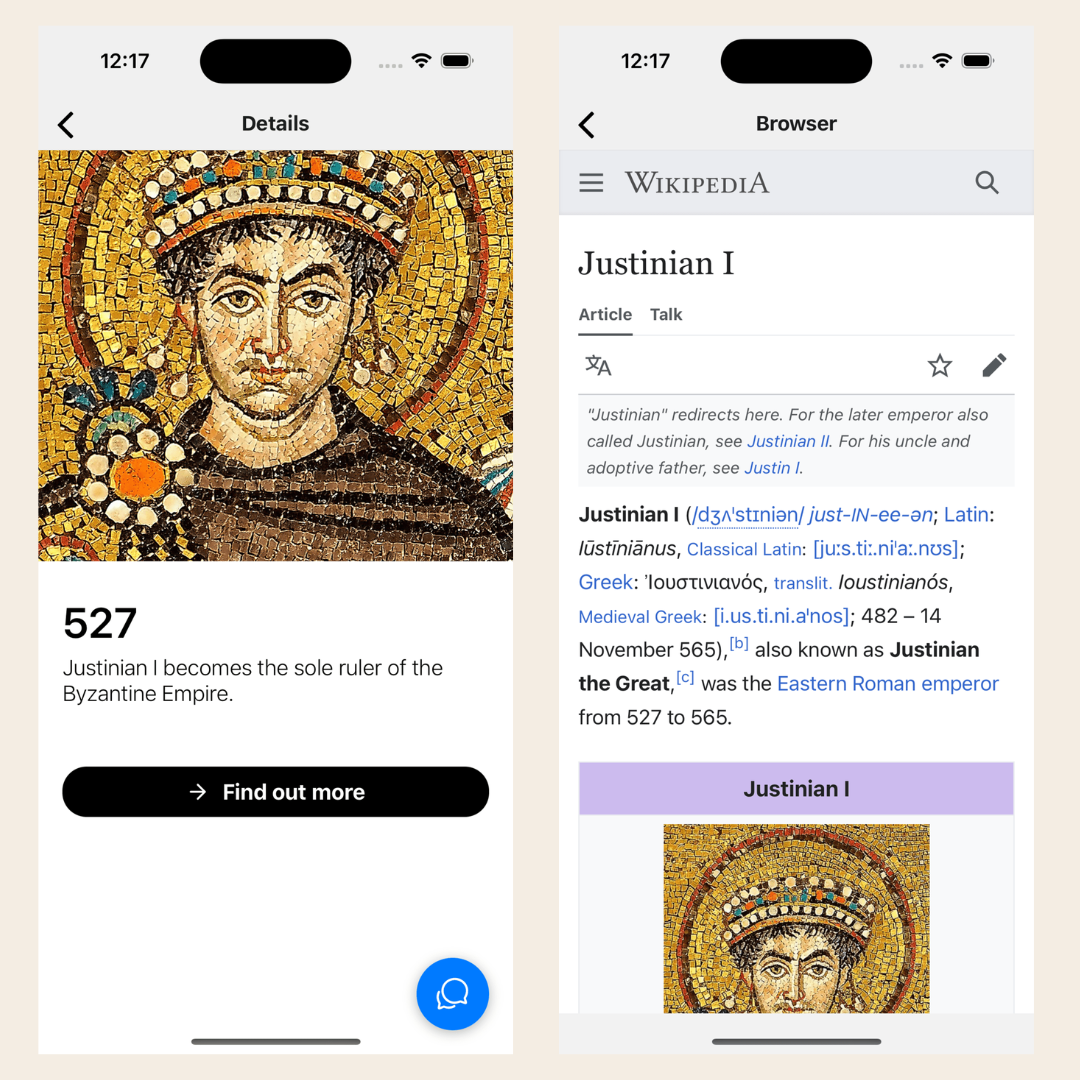 12:17
Details
527
Justinian I becomes the sole ruler of the
Byzantine Empire.
Find out more
12:17
Browser
WIKIPEDIA
Justinian I
Article Talk
文A
"Justinian" redirects here. For the later emperor also
called Justinian, see Justinian II. For his uncle and
adoptive father, see Justin I.
Justinian I (/dʒʌˈstɪniən/ just-IN-ee-ən; Latin:
Iūstīniānus, Classical Latin: [juːs.tiː.niˈaː.nʊs];
Greek: Ἰουστινιανός, translit. Ioustinianós,
Medieval Greek: [i.us.ti.ni.aˈnos]; 482 – 14
November 565),[b] also known as Justinian
the Great,[c] was the Eastern Roman emperor
from 527 to 565.
Justinian I